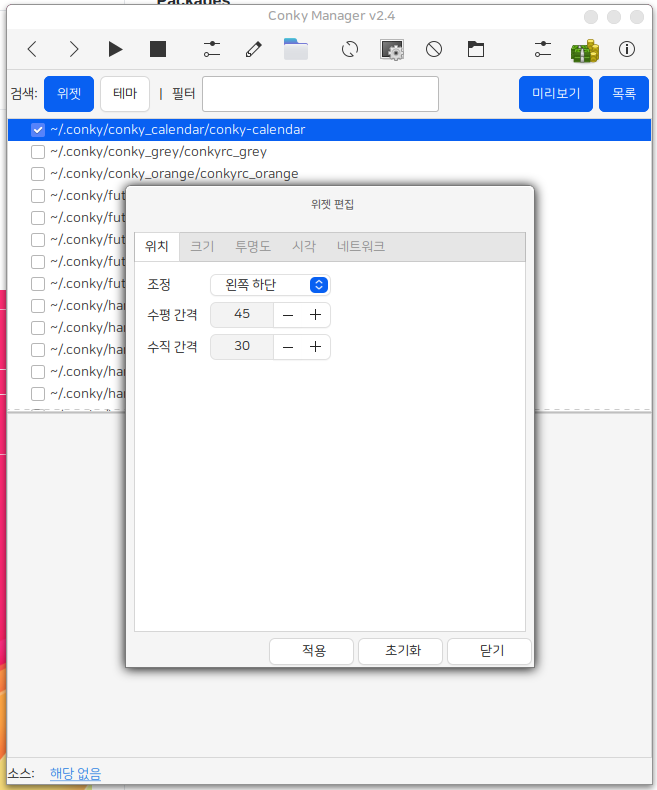 Packages
Conky Manager v2.4
검색: 위젯 테마 | 필터 미리보기 목록
~/.conky/conky_calendar/conky-calendar
~/.conky/conky_grey/conkyrc_grey
~/.conky/conky_orange/conkyrc_orange
~/.conky/fut
~/.conky/fut
~/.conky/fut
~/.conky/fut
~/.conky/fut
~/.conky/har
~/.conky/har
~/.conky/har
~/.conky/har
~/.conky/har
위젯 편집
위치 크기 투명도 시각 네트워크
조정 왼쪽 하단
수평 간격 45 — +
수직 간격 30 — +
적용 초기화 닫기
소스: 해당 없음